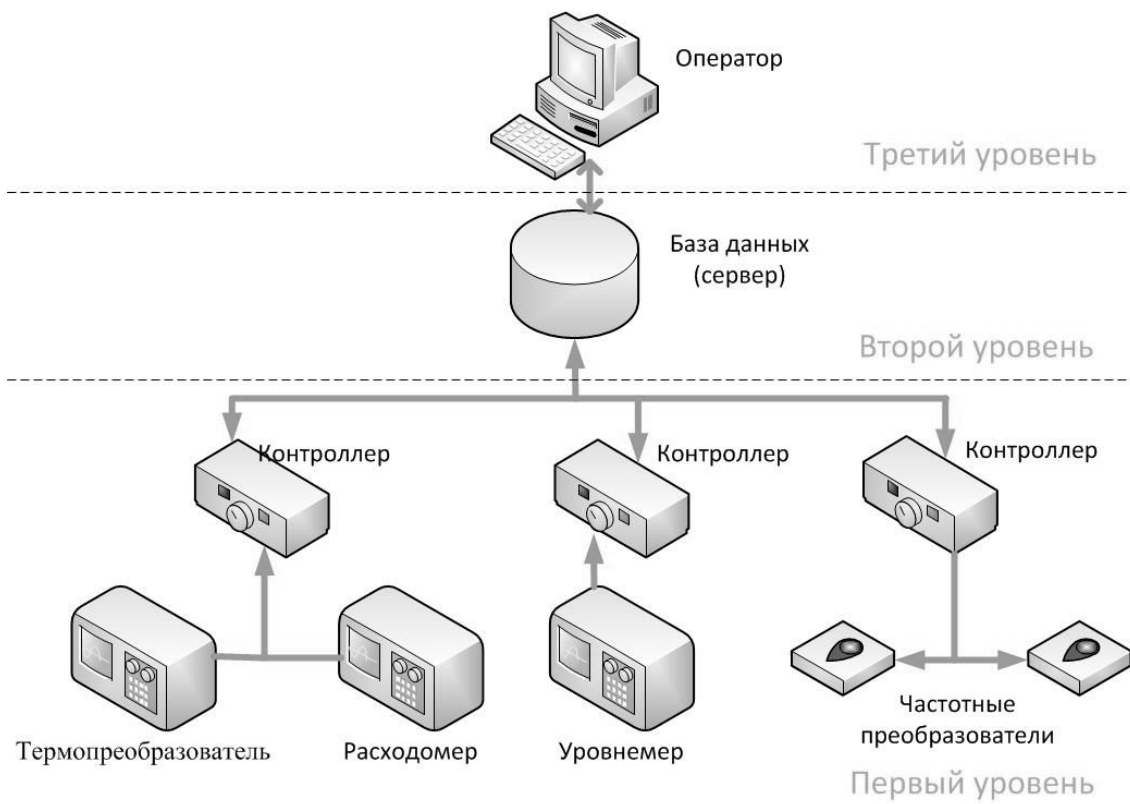 Оператор
Третий уровень
База данных
(сервер)
Второй уровень
Контроллер
Контроллер
Контроллер
Термопреобразователь
Расходомер
Уровнемер
Частотные
преобразователи
Первый уровень